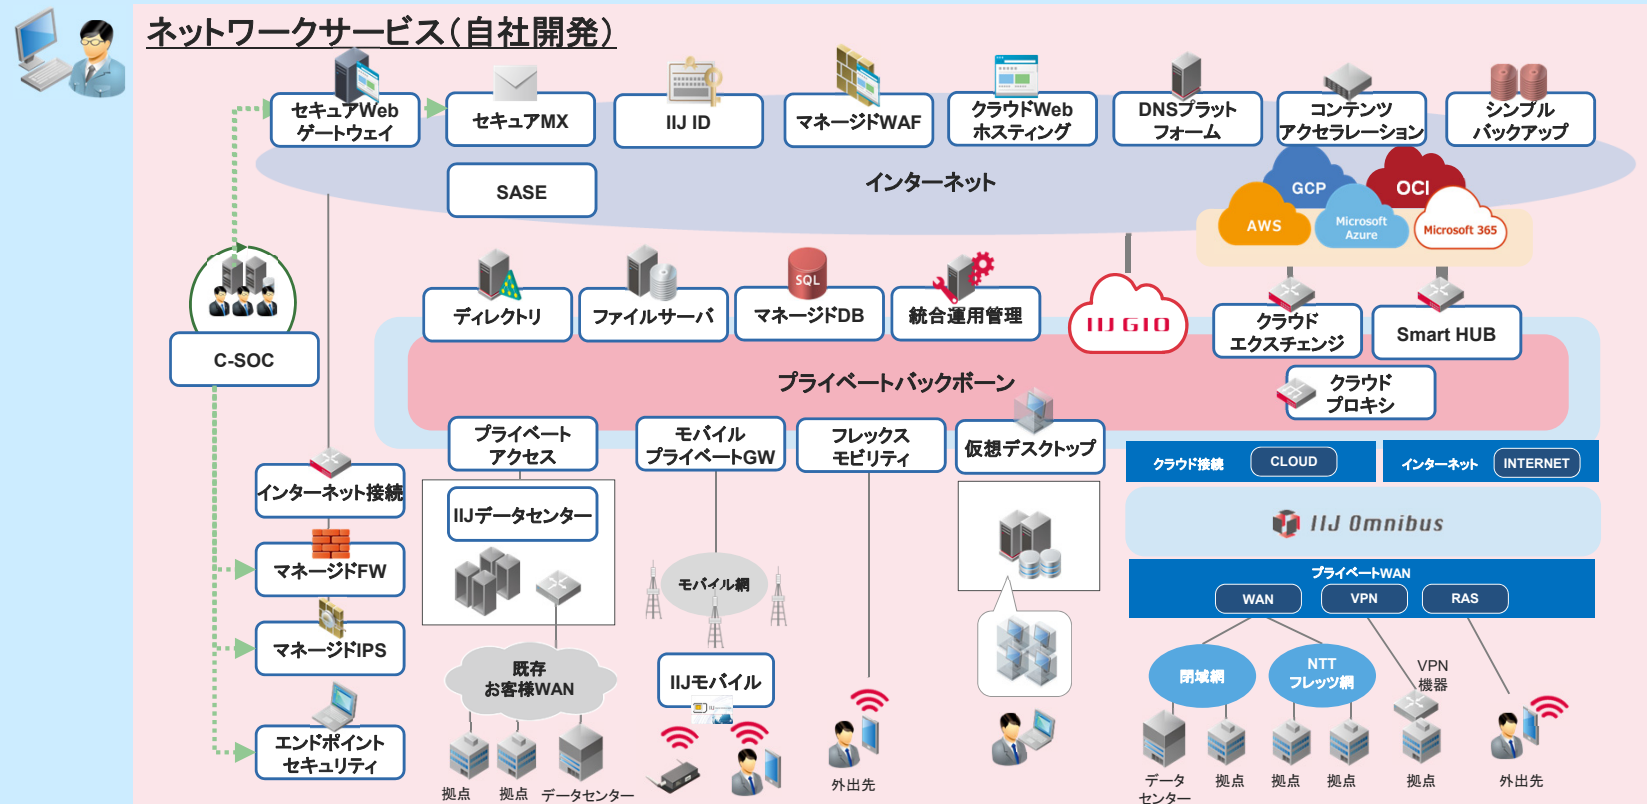 ネットワークサービス(自社開発)
セキュアWeb
ゲートウェイ
セキュアMX
IIJ ID
マネージドWAF
クラウドWeb
ホスティング
DNSプラット
フォーム
コンテンツ
アクセラレーション
シンプル
バックアップ
SASE
インターネット
GCP
OCI
AWS
Microsoft
Azure
Microsoft 365
ディレクトリ
ファイルサーバ
SQL
マネージドDB
統合運用管理
IIJ GIO
クラウド
エクスチェンジ
Smart HUB
C-SOC
プライベートバックボーン
クラウド
プロキシ
プライベート
アクセス
モバイル
プライベートGW
フレックス
モビリティ
仮想デスクトップ
クラウド接続
CLOUD
インターネット
INTERNET
インターネット接続
IIJデータセンター
IIJ Omnibus
マネージドFW
モバイル網
プライベートWAN
WAN
VPN
RAS
マネージドIPS
既存
お客様WAN
IIJモバイル
閉域網
NTT
フレッツ網
VPN
機器
エンドポイント
セキュリティ
拠点
拠点
データセンター
外出先
データ
センター
拠点
拠点
拠点
拠点
外出先